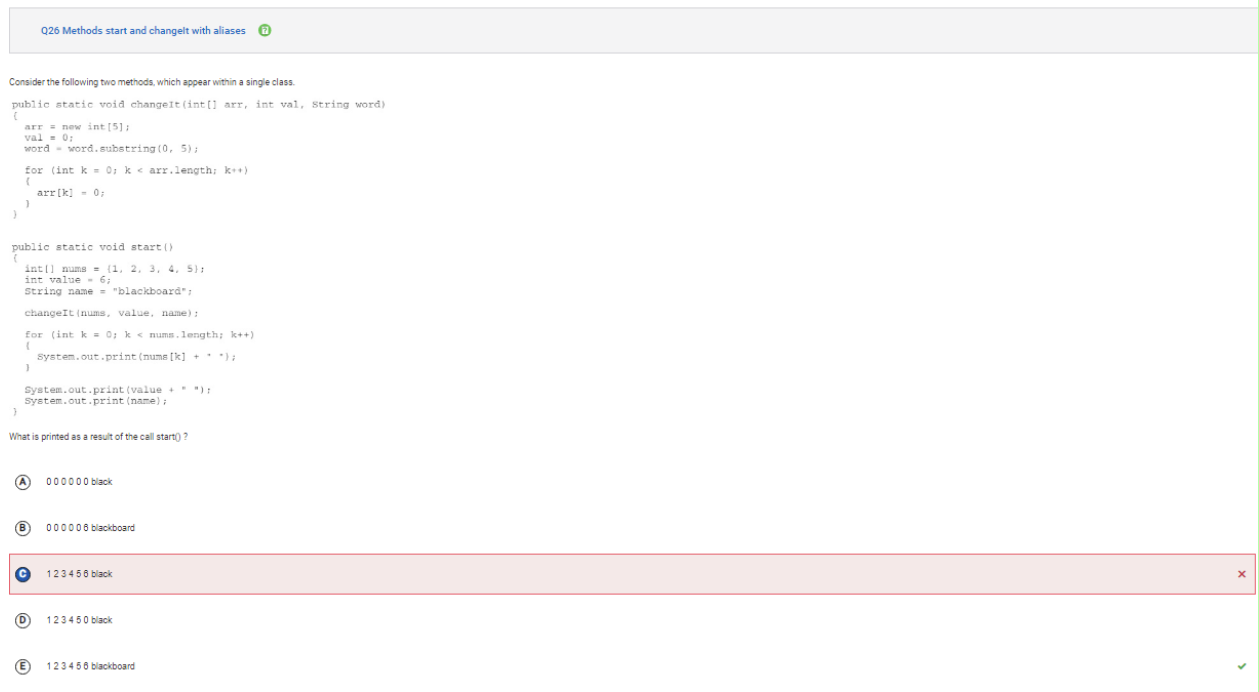 Q26 Methods start and changeIt with aliases
Consider the following two methods, which appear within a single class.
public static void changeIt(int[] arr, int val, String word)
{
arr = new int[5];
val = 0;
word = word.substring(0, 5);
for (int k = 0; k < arr.length; k++)
{
arr[k] = 0;
}
}
public static void start()
{
int[] nums = {1, 2, 3, 4, 5};
int value = 6;
String name = "blackboard";
changeIt(nums, value, name);
for (int k = 0; k < nums.length; k++)
{
System.out.print(nums[k] + " ");
}
System.out.print(value + " ");
System.out.print(name);
}
What is printed as a result of the call start() ?
A 0 0 0 0 0 0 black
B 0 0 0 0 0 6 blackboard
C 1 2 3 4 5 6 black
D 1 2 3 4 5 0 black
E 1 2 3 4 5 6 blackboard